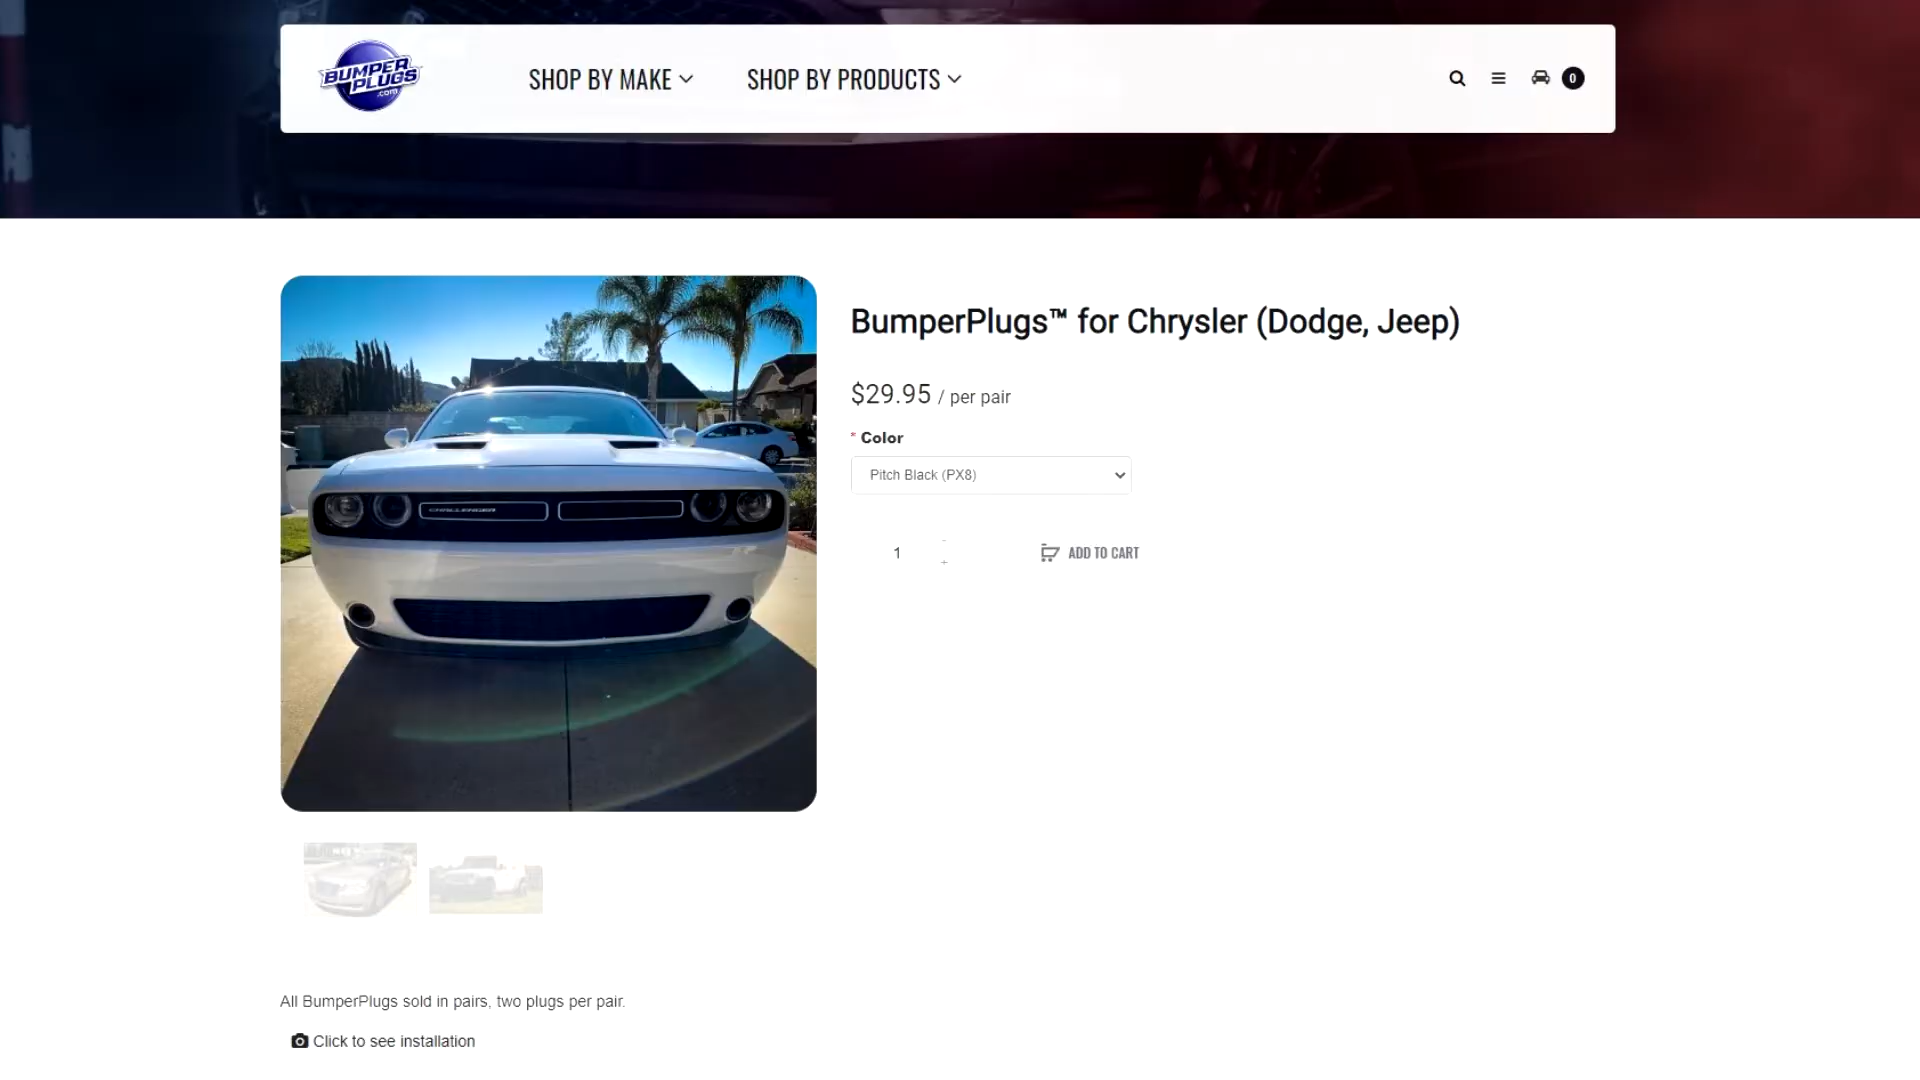 BUMPER
PLUGS
.com
SHOP BY MAKE
SHOP BY PRODUCTS
0
BumperPlugs™ for Chrysler (Dodge, Jeep)
$29.95 / per pair
* Color
Pitch Black (PX8)
1
-
+
ADD TO CART
CHALLENGER
All BumperPlugs sold in pairs, two plugs per pair.
Click to see installation